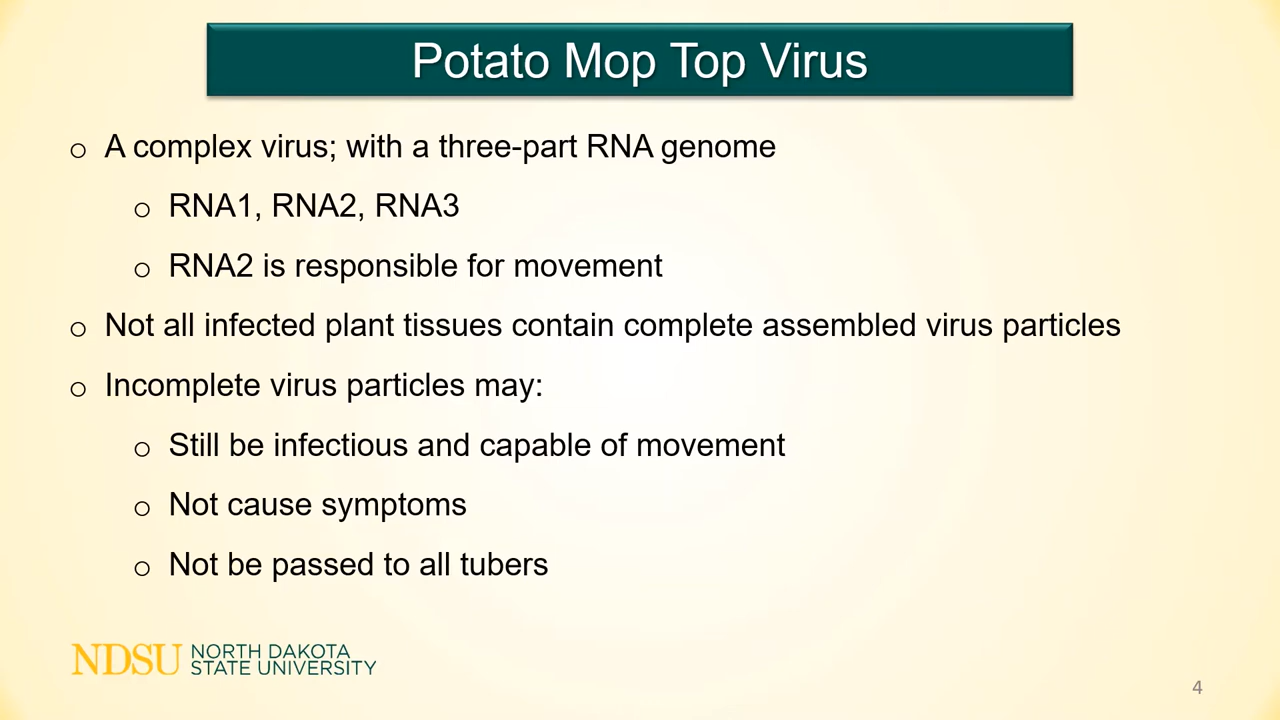 Potato Mop Top Virus
o A complex virus; with a three-part RNA genome
o RNA1, RNA2, RNA3
o RNA2 is responsible for movement
o Not all infected plant tissues contain complete assembled virus particles
o Incomplete virus particles may:
o Still be infectious and capable of movement
o Not cause symptoms
o Not be passed to all tubers
NDSU NORTH DAKOTA
STATE UNIVERSITY
4